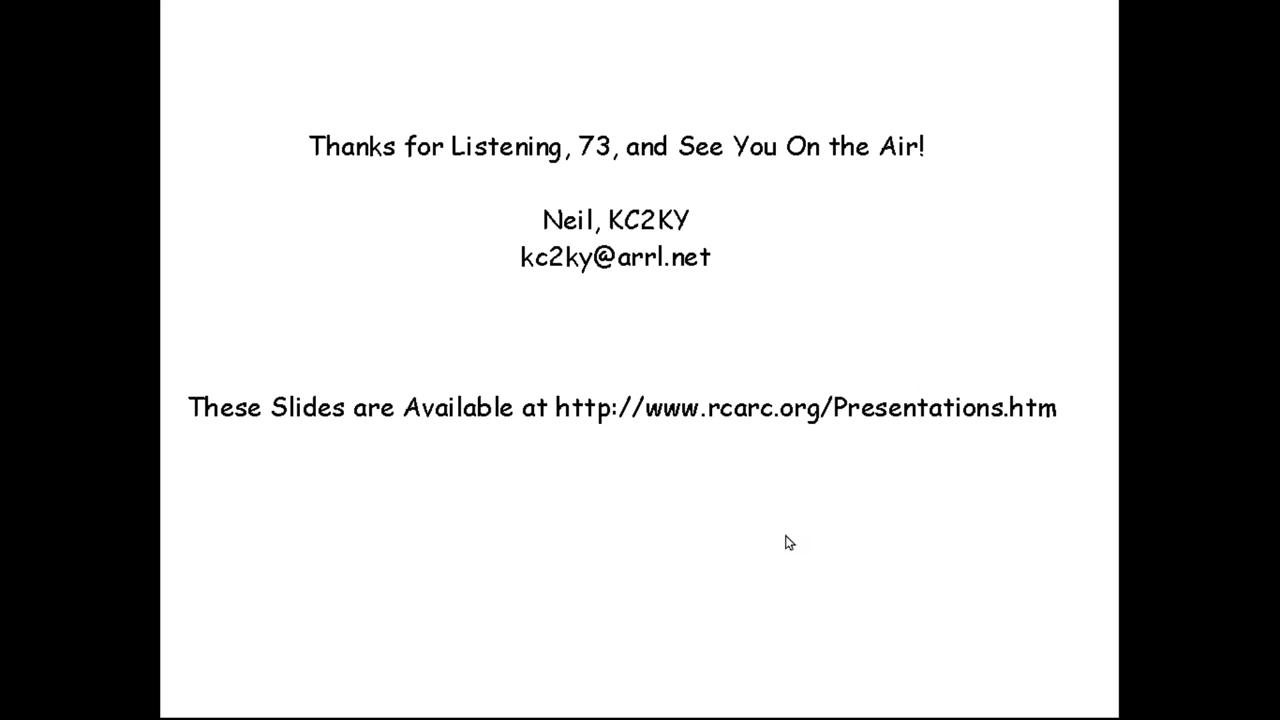 Thanks for Listening, 73, and See You On the Air!
Neil, KC2KY
kc2ky@arrl.net
These Slides are Available at http://www.rcarc.org/Presentations.htm